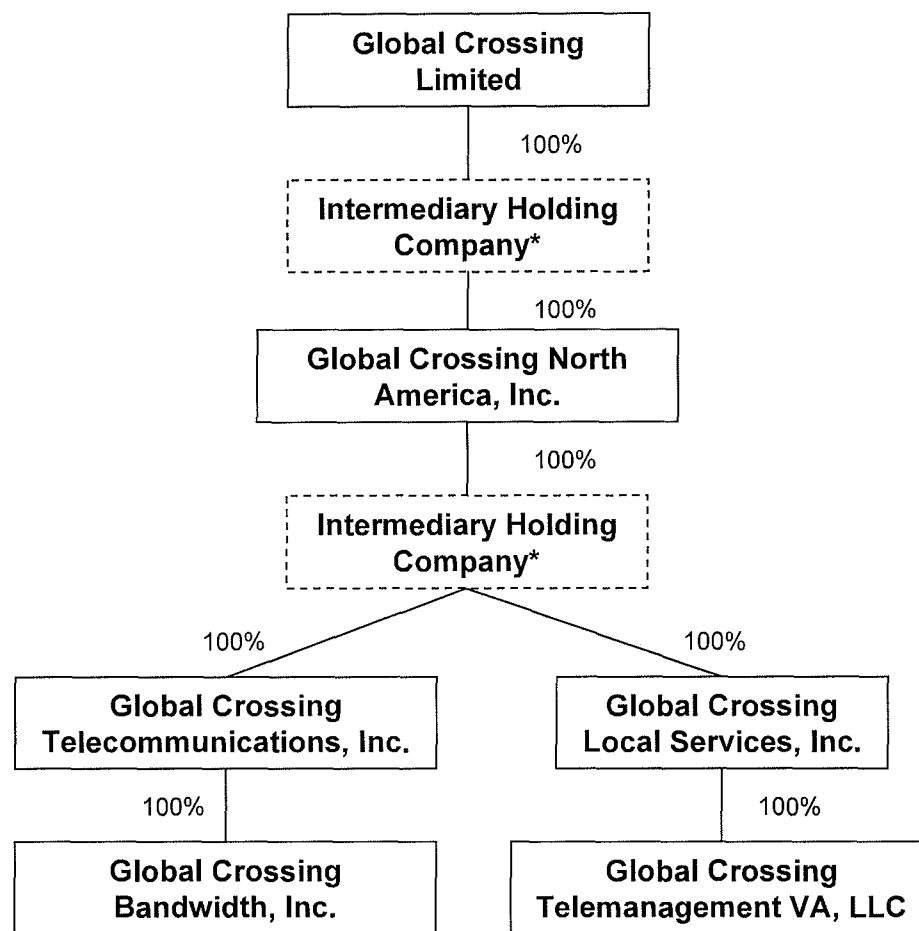 Global Crossing
Limited
100%
Intermediary Holding
Company*
100%
Global Crossing North
America, Inc.
100%
Intermediary Holding
Company*
100%
100%
Global Crossing
Telecommunications, Inc.
Global Crossing
Local Services, Inc.
100%
100%
Global Crossing
Bandwidth, Inc.
Global Crossing
Telemanagement VA, LLC